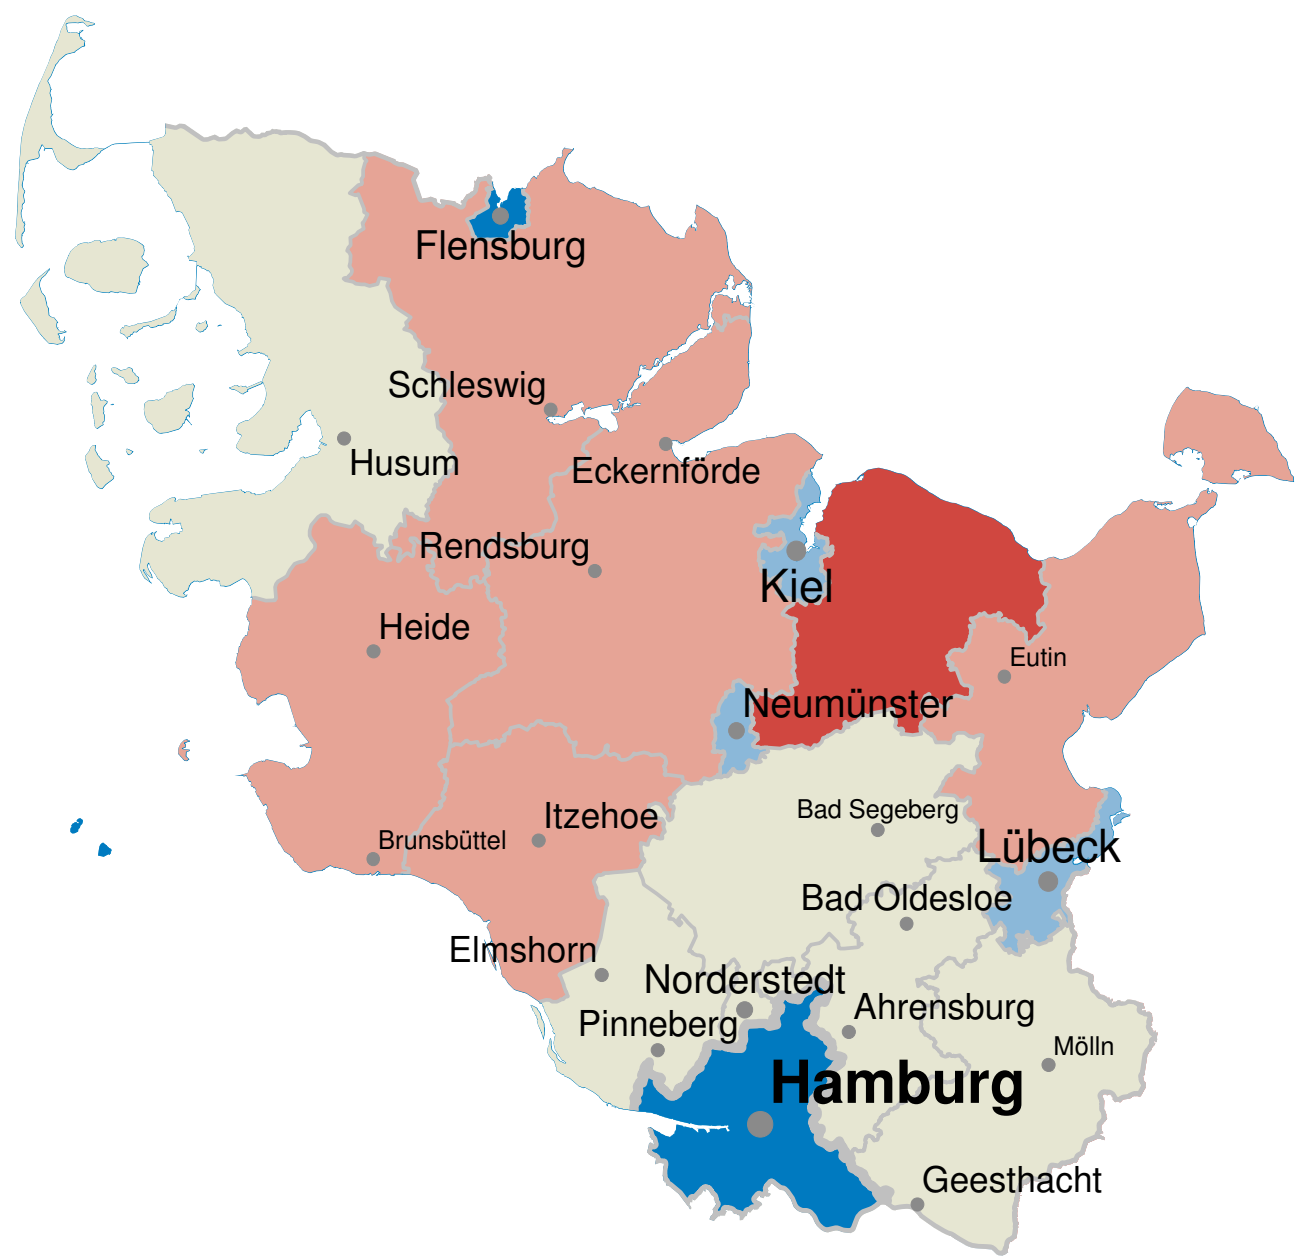 Flensburg
Schleswig
Husum
Eckernförde
Rendsburg
Kiel
Heide
Eutin
Neumünster
Bad Segeberg
Itzehoe
Brunsbüttel
Lübeck
Bad Oldesloe
Elmshorn
Norderstedt
Ahrensburg
Pinneberg
Mölln
Hamburg
Geesthacht